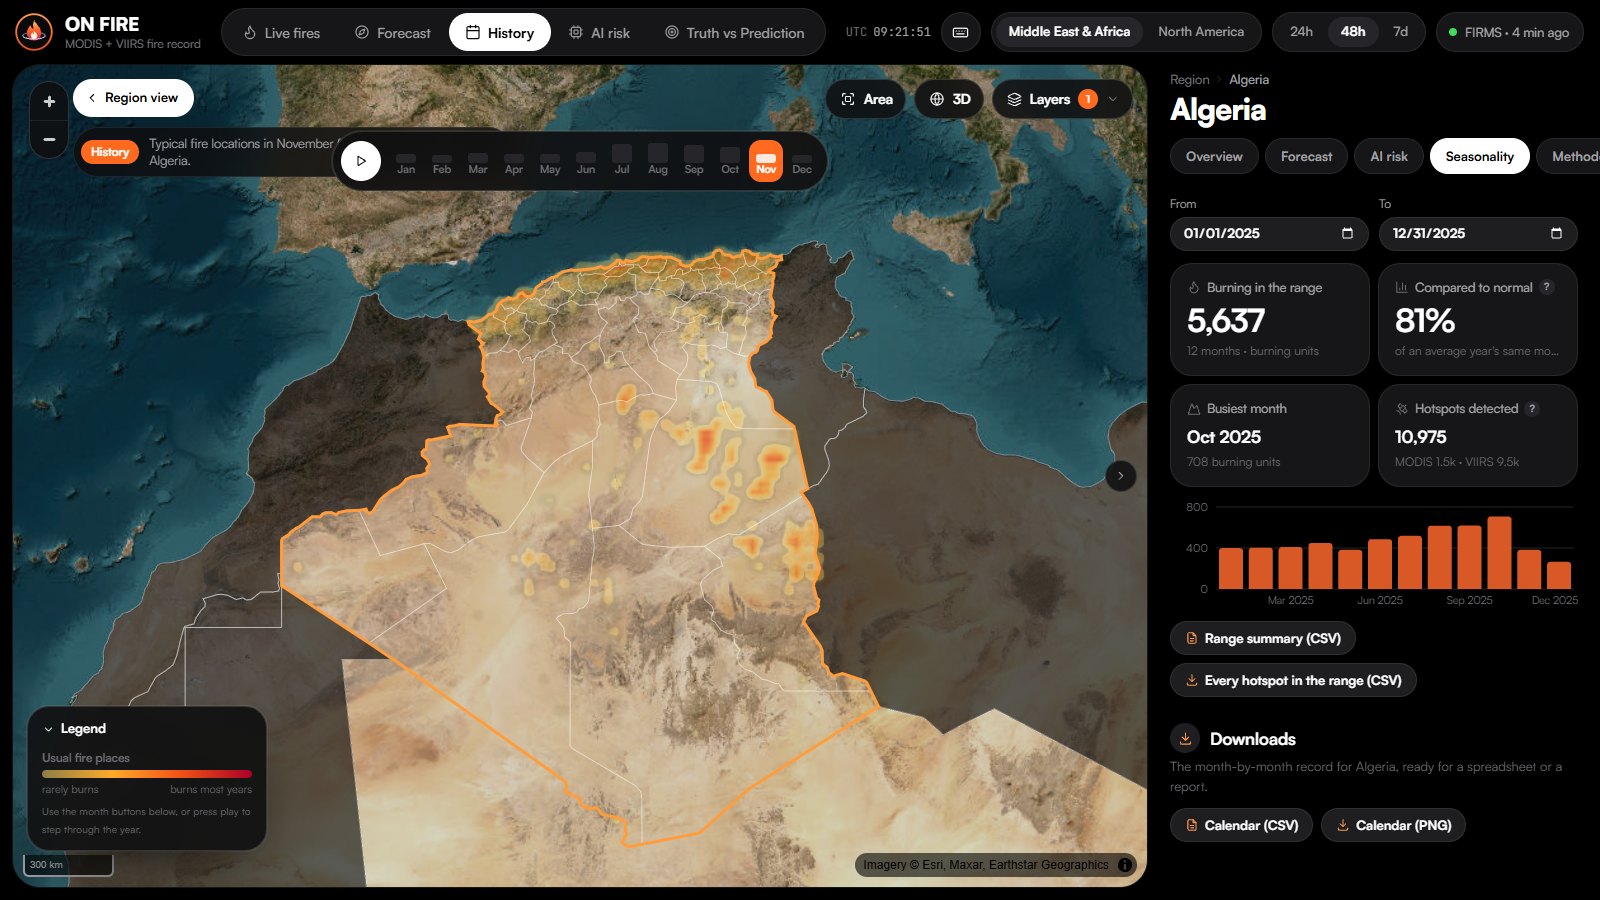 ON FIRE
MODIS + VIIRS fire record
Live fires
Forecast
History
AI risk
Truth vs Prediction
UTC 09:21:51
Middle East & Africa
North America
24h
48h
7d
FIRMS · 4 min ago
+
−
Region view
Area
3D
Layers 1
History
Typical fire locations in November
Algeria.
Jan Feb Mar Apr May Jun Jul Aug Sep Oct Nov Dec
Legend
Usual fire places
rarely burns burns most years
Use the month buttons below, or press play to
step through the year.
300 km
Imagery © Esri, Maxar, Earthstar Geographics
Region Algeria
Algeria
Overview
Forecast
AI risk
Seasonality
Method
From To
01/01/2025 12/31/2025
Burning in the range
5,637
12 months · burning units
Compared to normal ?
81%
of an average year's same mo...
Busiest month
Oct 2025
708 burning units
Hotspots detected ?
10,975
MODIS 1.5k · VIIRS 9.5k
800
400
0
Mar 2025 Jun 2025 Sep 2025 Dec 2025
Range summary (CSV)
Every hotspot in the range (CSV)
Downloads
The month-by-month record for Algeria, ready for a spreadsheet or a
report.
Calendar (CSV)
Calendar (PNG)